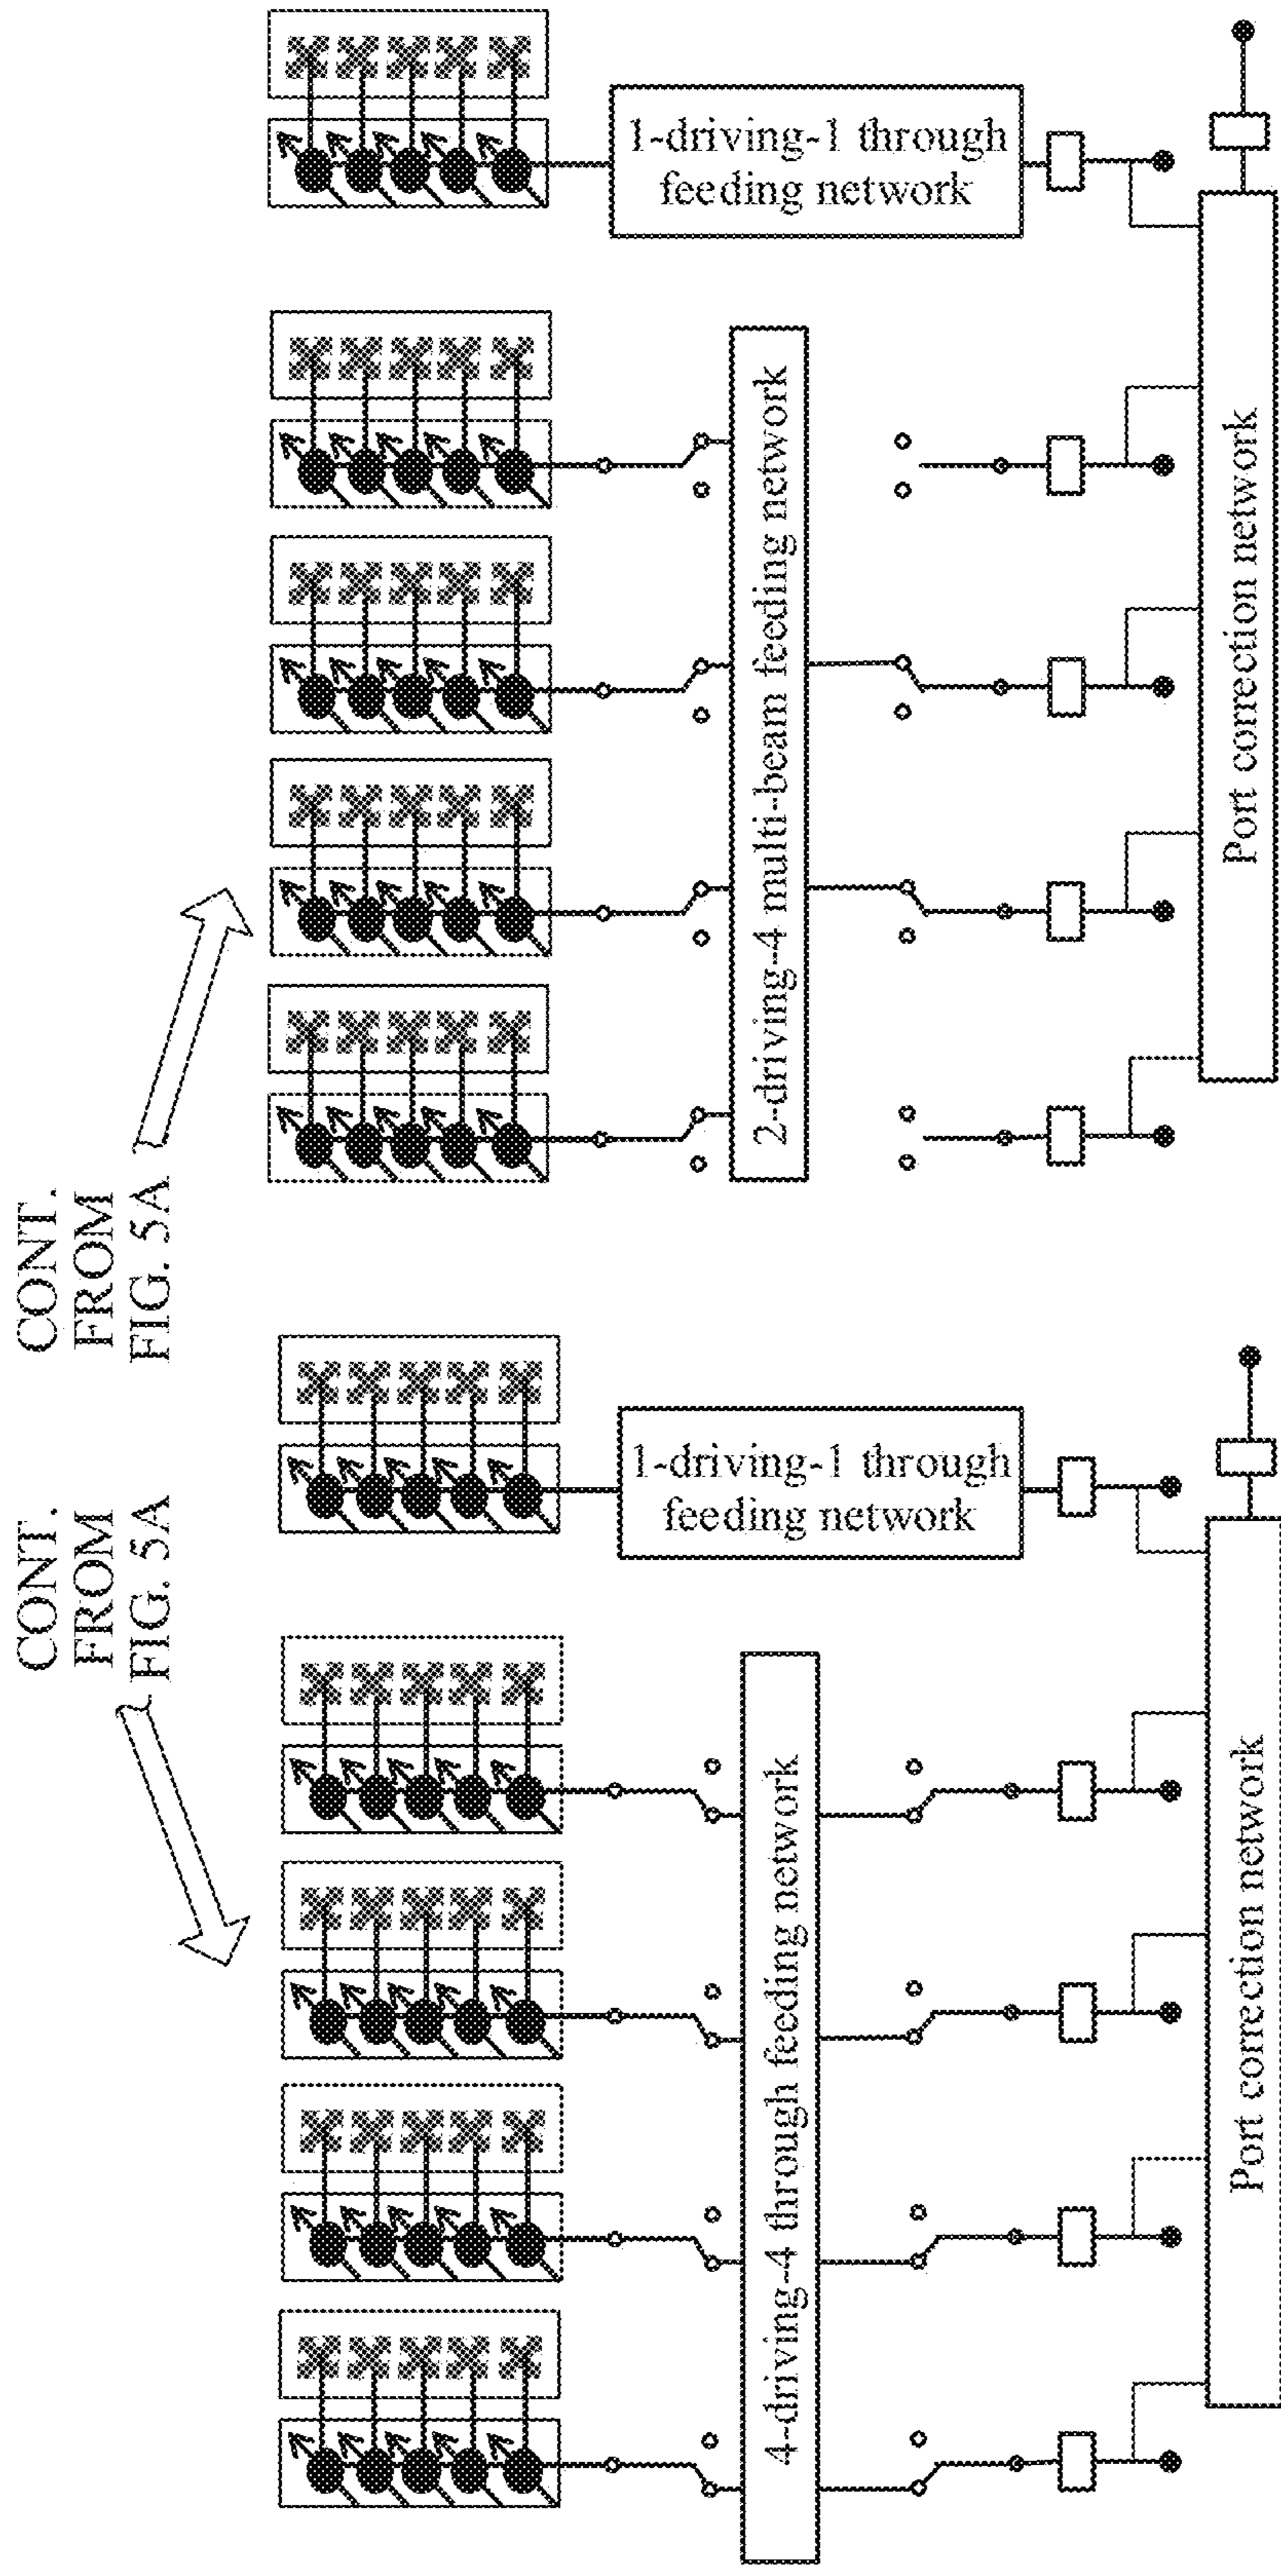 CONT.
FROM
FIG. 5A
CONT.
FROM
FIG. 5A
1-driving-1 through
feeding network
2-driving-4 multi-beam feeding network
Port correction network
1-driving-1 through
feeding network
4-driving-4 through feeding network
Port correction network